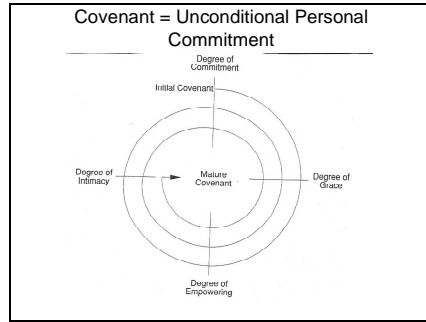 Covenant = Unconditional Personal
Commitment
Degree of
Commitment
Initial Covenant
Degree of
Intimacy
Mature
Covenant
Degree of
Grace
Degree of
Empowering